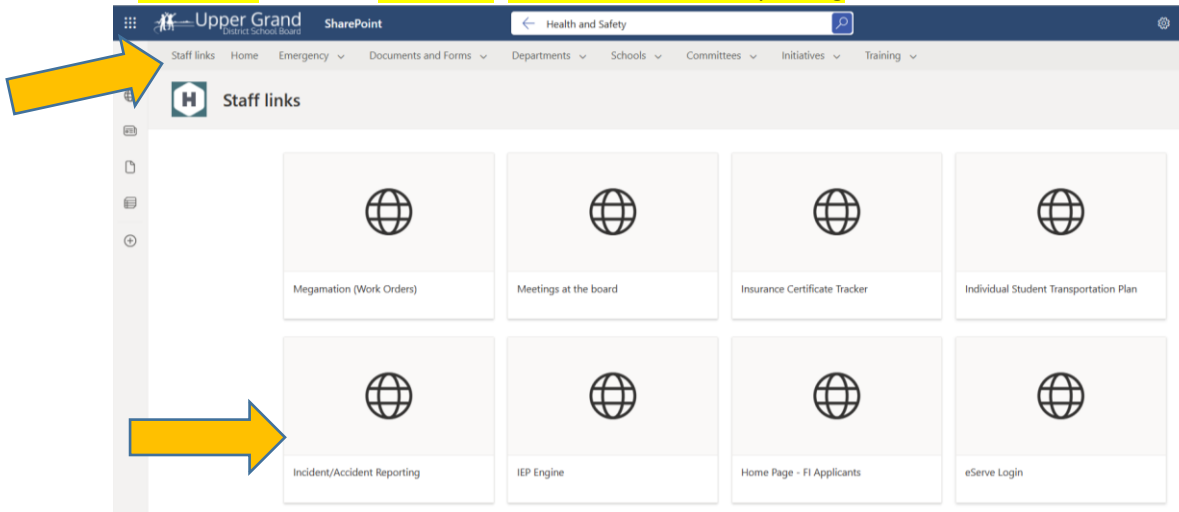 Upper Grand
District School Board
SharePoint
Health and Safety
Staff links Home Emergency Documents and Forms Departments Schools Committees Initiatives Training
H Staff links
Megamation (Work Orders)
Meetings at the board
Insurance Certificate Tracker
Individual Student Transportation Plan
Incident/Accident Reporting
IEP Engine
Home Page - FI Applicants
eServe Login